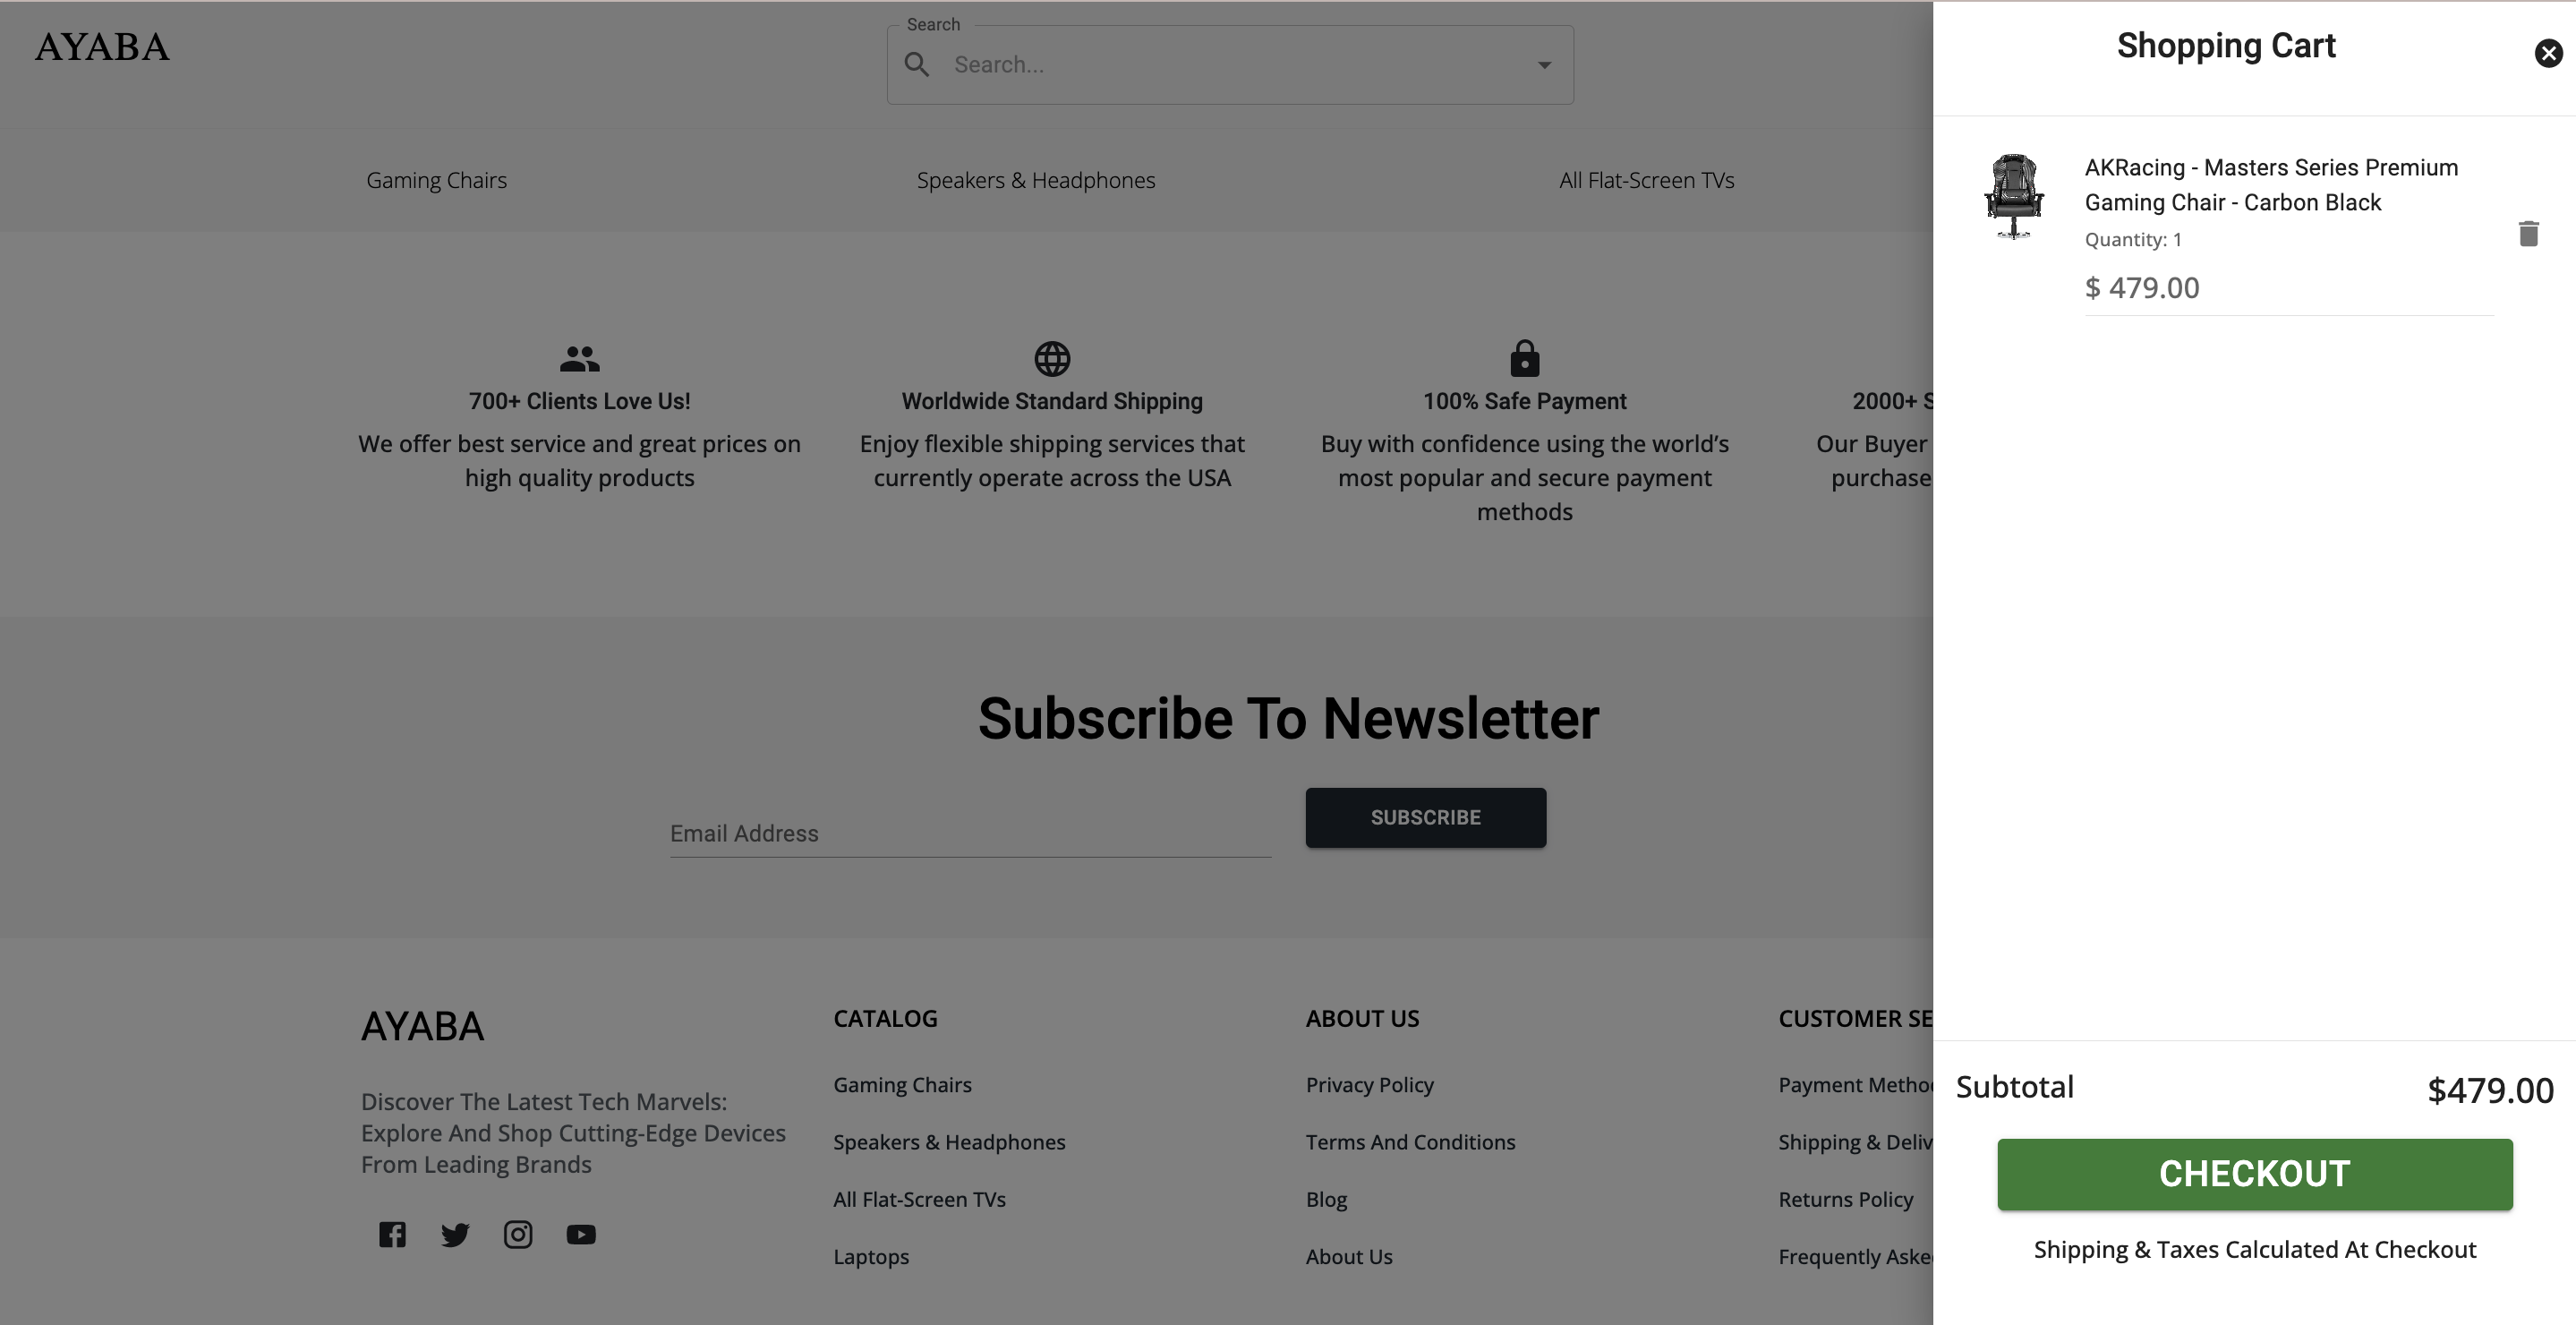 AYABA
Search
Search...
Gaming Chairs
Speakers & Headphones
All Flat-Screen TVs
700+ Clients Love Us!
We offer best service and great prices on
high quality products
Worldwide Standard Shipping
Enjoy flexible shipping services that
currently operate across the USA
100% Safe Payment
Buy with confidence using the world’s
most popular and secure payment
methods
2000+
Our Buyer
purchase
Subscribe To Newsletter
Email Address
SUBSCRIBE
AYABA
Discover The Latest Tech Marvels:
Explore And Shop Cutting-Edge Devices
From Leading Brands
CATALOG
Gaming Chairs
Speakers & Headphones
All Flat-Screen TVs
Laptops
ABOUT US
Privacy Policy
Terms And Conditions
Blog
About Us
CUSTOMER
Payment
Shipping &
Returns Policy
Frequently
Shopping Cart
AKRacing - Masters Series Premium
Gaming Chair - Carbon Black
Quantity: 1
$ 479.00
Subtotal
$479.00
CHECKOUT
Shipping & Taxes Calculated At Checkout